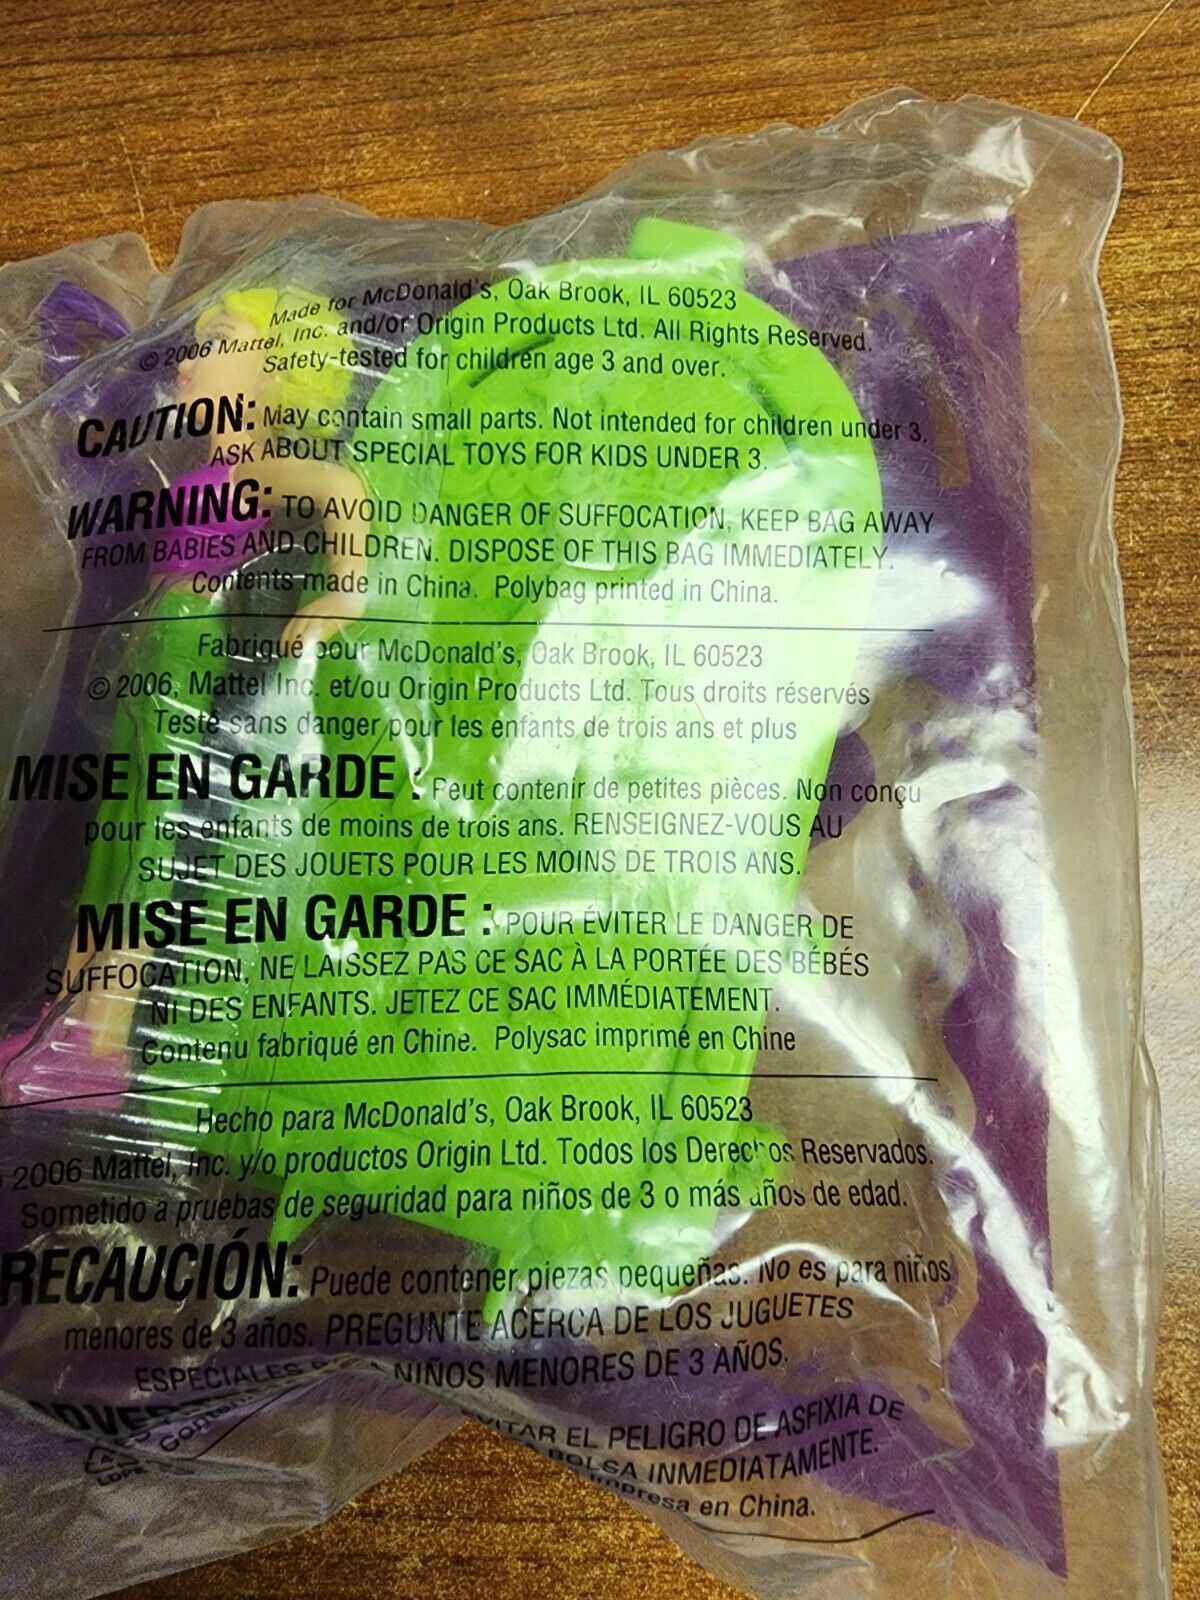 Made for McDonald's, Oak Brook, IL 60523
© 2006 Mattel, Inc. and/or Origin Products Ltd. All Rights Reserved.
Safety-tested for children age 3 and over.
CAUTION: May contain small parts. Not intended for children under 3.
ASK ABOUT SPECIAL TOYS FOR KIDS UNDER 3.
WARNING: TO AVOID DANGER OF SUFFOCATION, KEEP BAG AWAY
FROM BABIES AND CHILDREN. DISPOSE OF THIS BAG IMMEDIATELY.
Contents made in China. Polybag printed in China.
Fabriqué pour McDonald's, Oak Brook, IL 60523
© 2006, Mattel Inc. et/ou Origin Products Ltd. Tous droits réservés
Testé sans danger pour les enfants de trois ans et plus
MISE EN GARDE : Peut contenir de petites pièces. Non conçu
pour les enfants de moins de trois ans. RENSEIGNEZ-VOUS AU
SUJET DES JOUETS POUR LES MOINS DE TROIS ANS.
MISE EN GARDE : POUR ÉVITER LE DANGER DE
SUFFOCATION, NE LAISSEZ PAS CE SAC À LA PORTÉE DES BÉBÉS
NI DES ENFANTS. JETEZ CE SAC IMMÉDIATEMENT.
Contenu fabriqué en Chine. Polysac imprimé en Chine
Hecho para McDonald's, Oak Brook, IL 60523
2006 Mattel, Inc. y/o productos Origin Ltd. Todos los Derechos Reservados.
Sometido a pruebas de seguridad para niños de 3 o más años de edad.
RECAUCIÓN: Puede contener piezas pequeñas. No es para niños
menores de 3 años. PREGUNTE ACERCA DE LOS JUGUETES
ESPECIALES NIÑOS MENORES DE 3 AÑOS.
EVITAR EL PELIGRO DE ASFIXIA DE
BOLSA INMEDIATAMENTE.
impresa en China.
4
LDPE